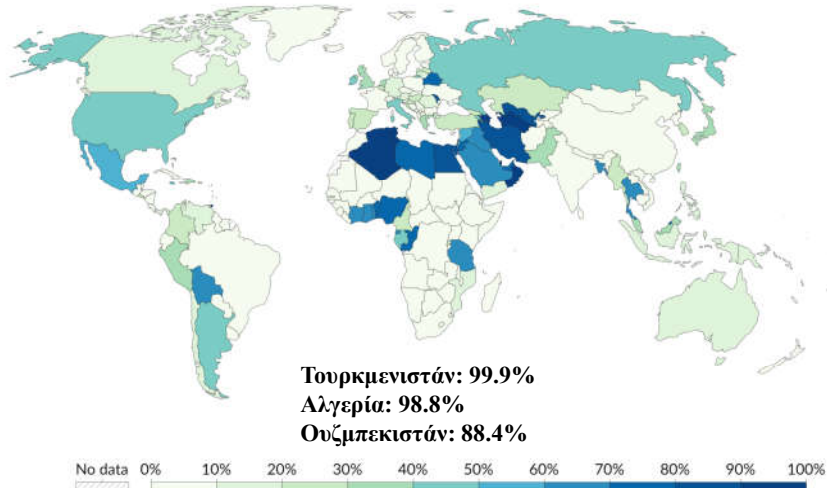 Τουρκμενιστάν: 99.9%
Αλγερία: 98.8%
Ουζμπεκιστάν: 88.4%
No data 0% 10% 20% 30% 40% 50% 60% 70% 80% 90% 100%